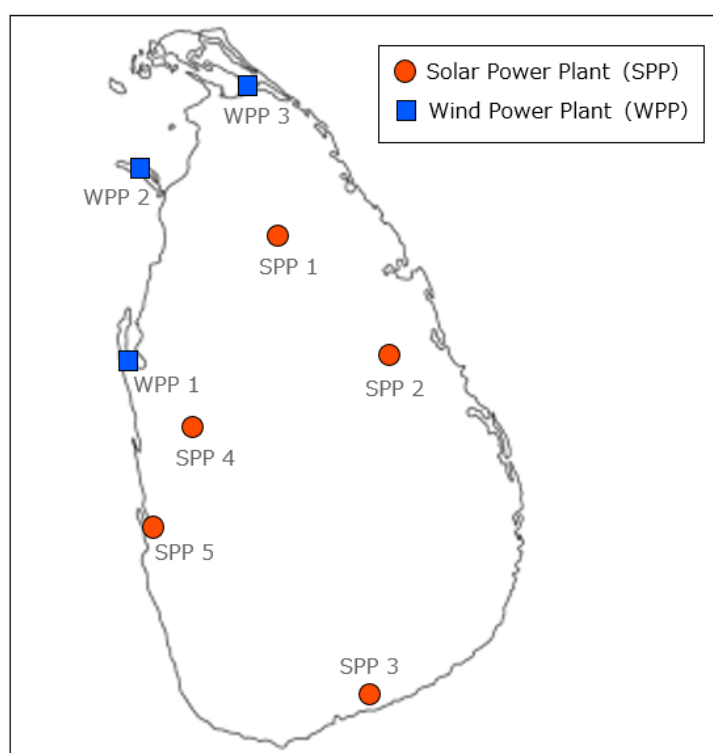 Solar Power Plant (SPP)
Wind Power Plant (WPP)
WPP 3
WPP 2
SPP 1
SPP 2
WPP 1
SPP 4
SPP 5
SPP 3